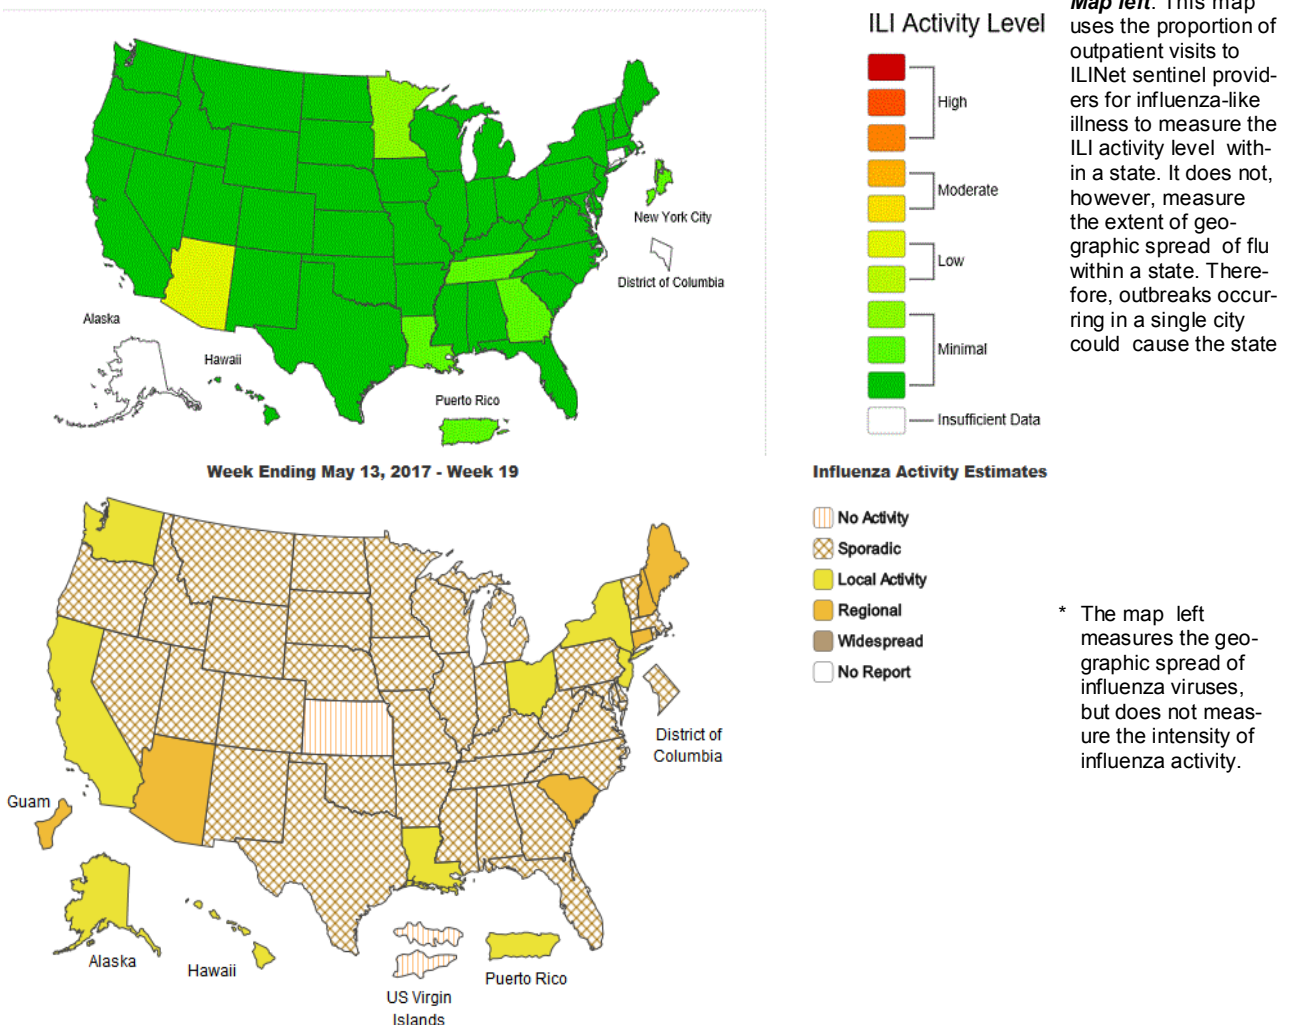 ILI Activity Level
High
Moderate
Low
Minimal
Insufficient Data
New York City
District of Columbia
Alaska
Hawaii
Puerto Rico
Map left. This map
uses the proportion of
outpatient visits to
ILINet sentinel provid-
ers for influenza-like
illness to measure the
ILI activity level with-
in a state. It does not,
however, measure
the extent of geo-
graphic spread of flu
within a state. There-
fore, outbreaks occur-
ring in a single city
could cause the state
Week Ending May 13, 2017 - Week 19
Influenza Activity Estimates
No Activity
Sporadic
Local Activity
Regional
Widespread
No Report
District of
Columbia
Guam
Alaska
Hawaii
US Virgin
Islands
Puerto Rico
* The map left
measures the geo-
graphic spread of
influenza viruses,
but does not meas-
ure the intensity of
influenza activity.